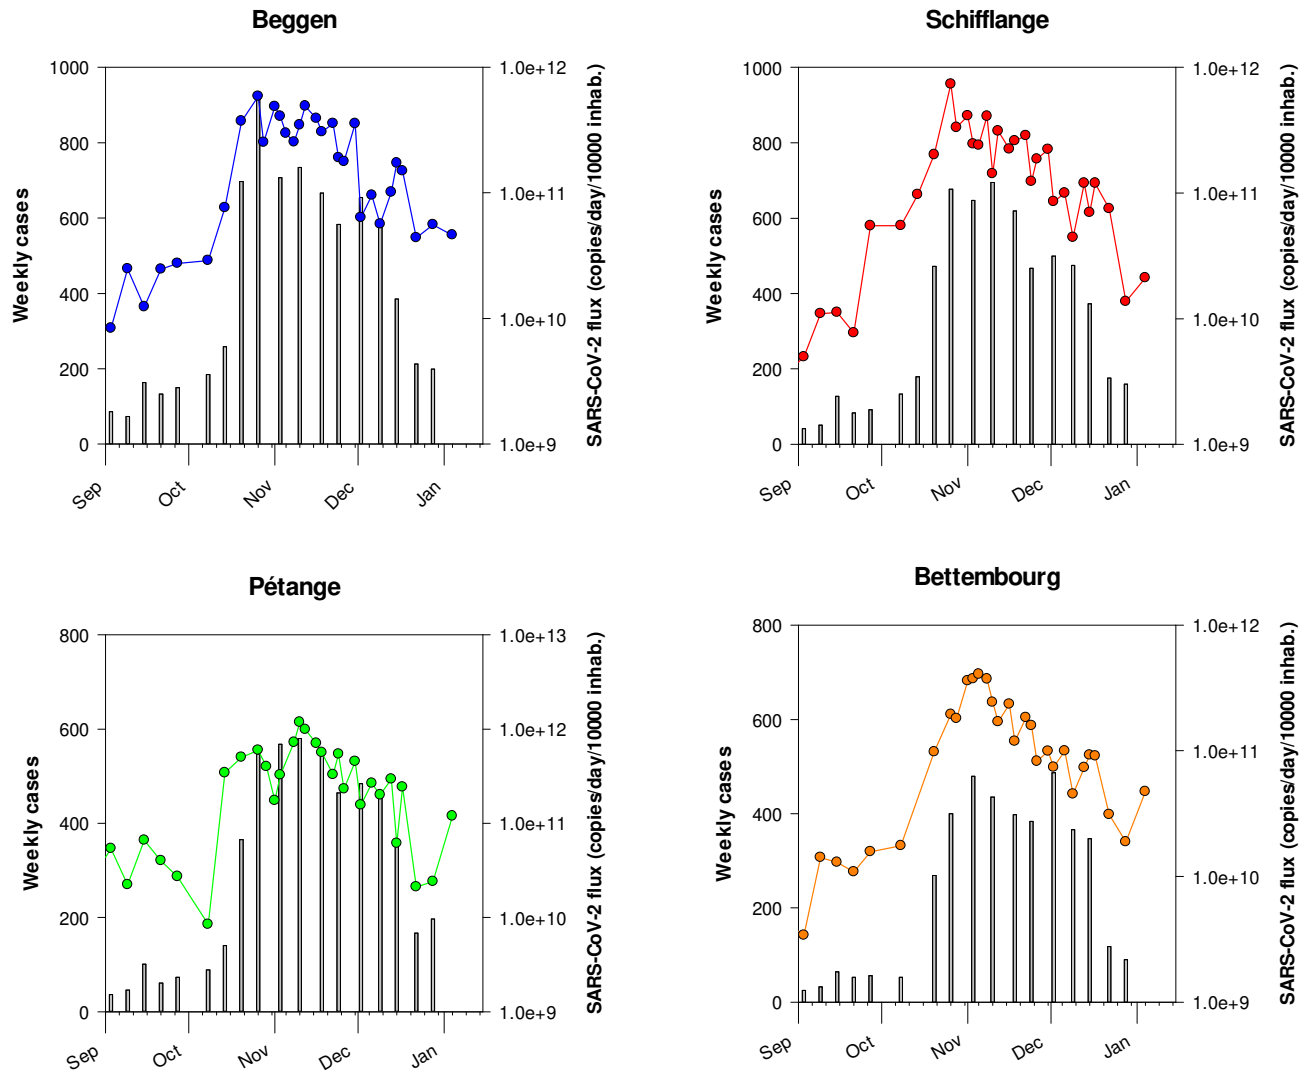 Beggen
1000
800
600
400
200
0
Weekly cases
1.0e+12
1.0e+11
1.0e+10
1.0e+9
SARS-CoV-2 flux (copies/day/10000 inhab.)
Sep
Oct
Nov
Dec
Jan
Schifflange
1000
800
600
400
200
0
Weekly cases
1.0e+12
1.0e+11
1.0e+10
1.0e+9
SARS-CoV-2 flux (copies/day/10000 inhab.)
Sep
Oct
Nov
Dec
Jan
Pétange
800
600
400
200
0
Weekly cases
1.0e+13
1.0e+12
1.0e+11
1.0e+10
1.0e+9
SARS-CoV-2 flux (copies/day/10000 inhab.)
Sep
Oct
Nov
Dec
Jan
Bettembourg
800
600
400
200
0
Weekly cases
1.0e+12
1.0e+11
1.0e+10
1.0e+9
SARS-CoV-2 flux (copies/day/10000 inhab.)
Sep
Oct
Nov
Dec
Jan